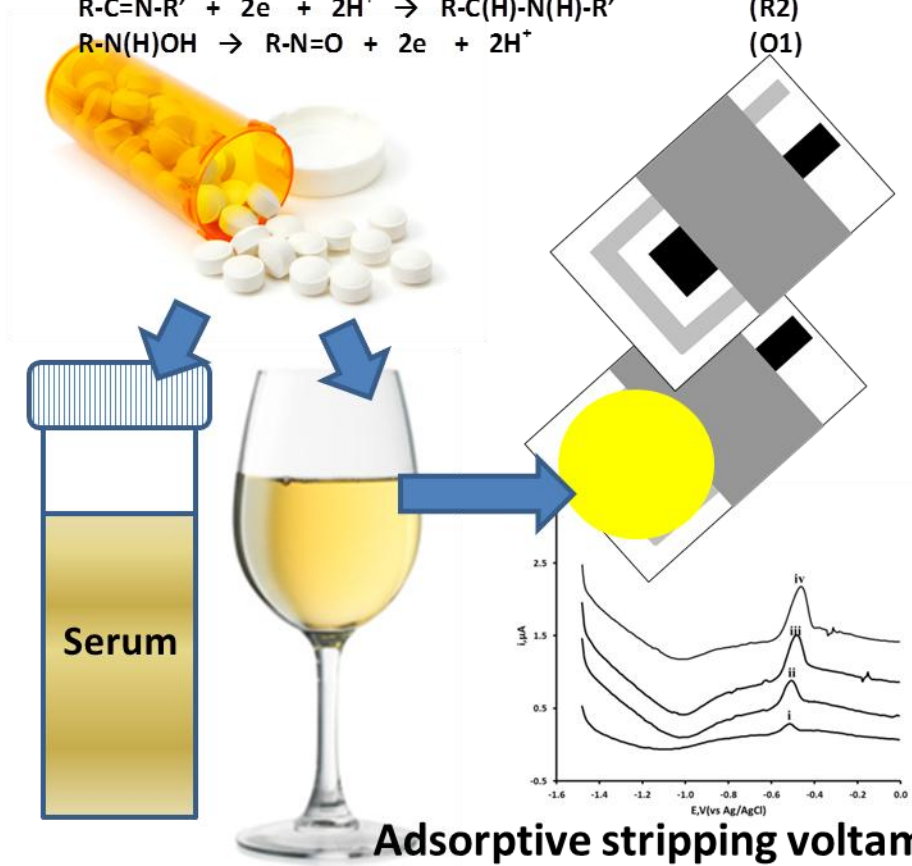 R-C=N-R′ + 2e + 2H⁺ → R-C(H)-N(H)-R′ (R2)
R-N(H)OH → R-N=O + 2e + 2H⁺ (O1)
Serum
2.5
1.5
0.5
-0.5
i,µA
iv
iii
ii
i
-1.6 -1.4 -1.2 -1.0 -0.8 -0.6 -0.4 -0.2 0.0
E,V(vs Ag/AgCl)
Adsorptive stripping voltam